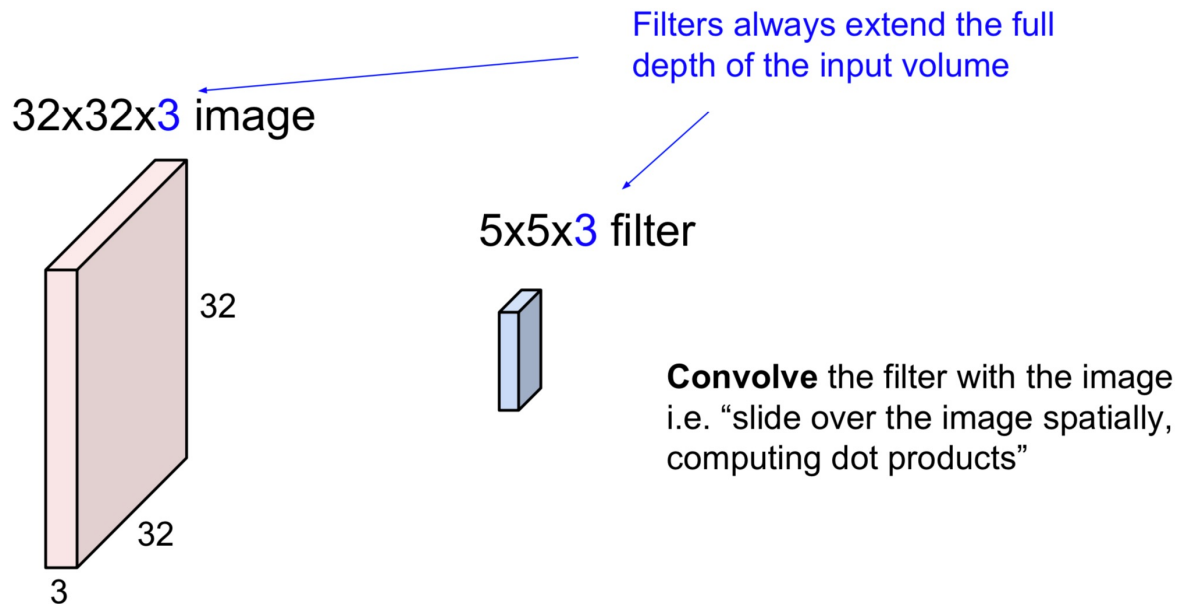 Filters always extend the full
depth of the input volume
32x32x3 image
5x5x3 filter
32
Convolve the filter with the image
i.e. “slide over the image spatially,
computing dot products”
32
3